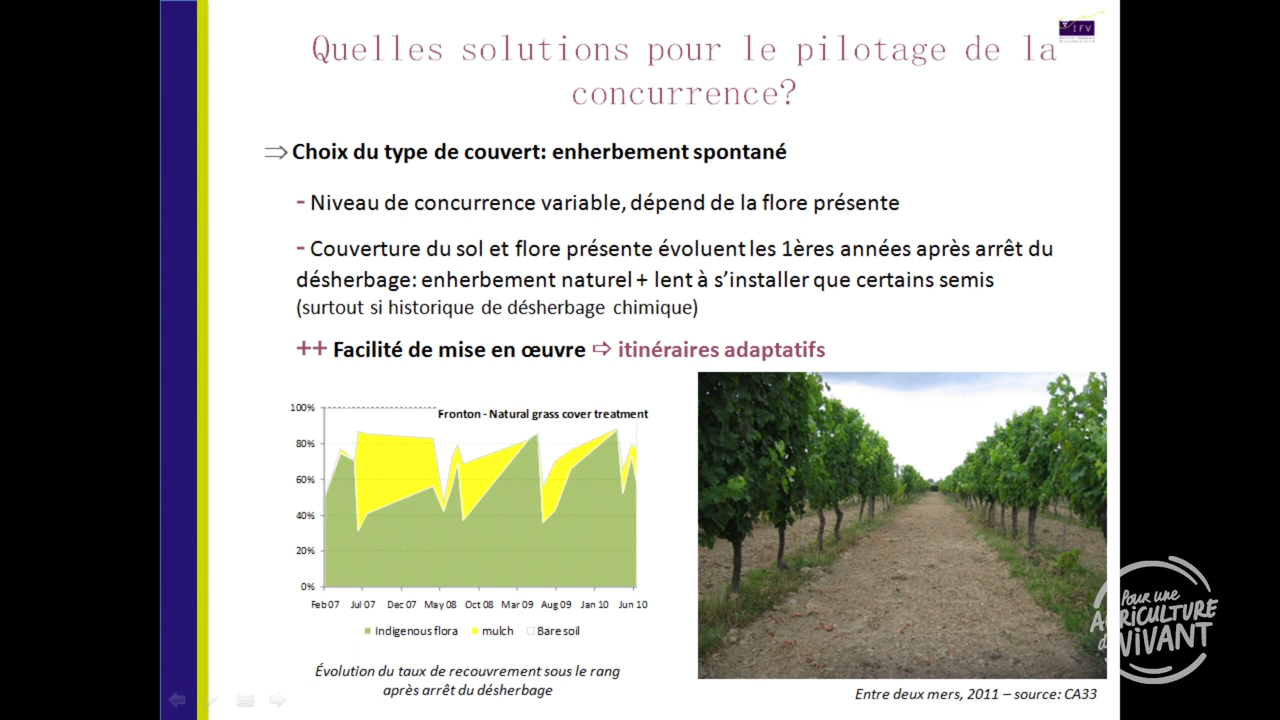 Quelles solutions pour le pilotage de la
concurrence?
IFV
⇒ Choix du type de couvert: enherbement spontané
- Niveau de concurrence variable, dépend de la flore présente
- Couverture du sol et flore présente évoluent les 1ères années après arrêt du
désherbage: enherbement naturel + lent à s’installer que certains semis
(surtout si historique de désherbage chimique)
++ Facilité de mise en œuvre ⇨ itinéraires adaptatifs
Fronton - Natural grass cover treatment
100%
80%
60%
40%
20%
0%
Feb 07 Jul 07 Dec 07 May 08 Oct 08 Mar 09 Aug 09 Jan 10 Jun 10
Indigenous flora mulch Bare soil
Évolution du taux de recouvrement sous le rang
après arrêt du désherbage
Entre deux mers, 2011 – source: CA33
Pour une
AGRICULTURE
du ViVANT